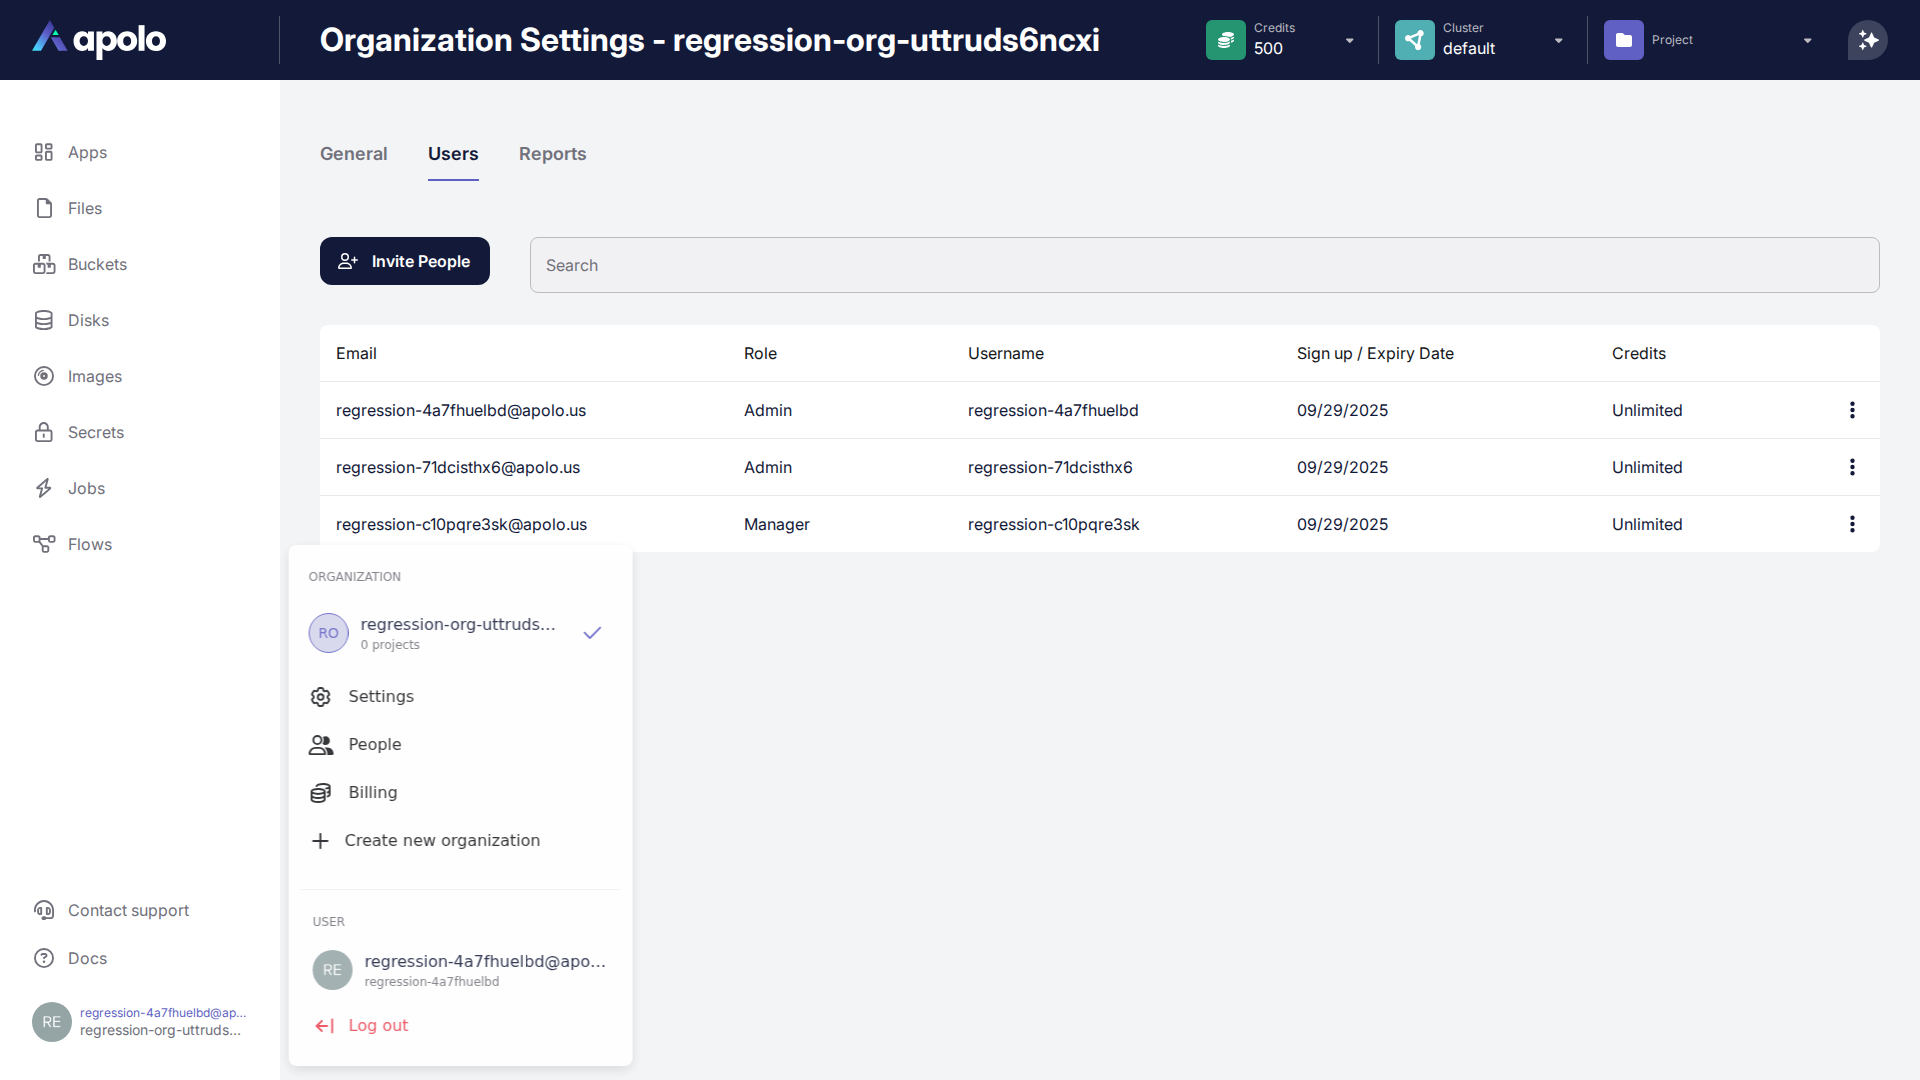 apolo
Organization Settings - regression-org-uttruds6ncxi
Credits
500
Cluster
default
Project
Apps
Files
Buckets
Disks
Images
Secrets
Jobs
Flows
Contact support
Docs
RE
regression-4a7fhuelbd@ap...
regression-org-uttruds...
General
Users
Reports
Invite People
Search
Email Role Username Sign up / Expiry Date Credits
regression-4a7fhuelbd@apolo.us Admin regression-4a7fhuelbd 09/29/2025 Unlimited
regression-71dcisthx6@apolo.us Admin regression-71dcisthx6 09/29/2025 Unlimited
regression-c10pqre3sk@apolo.us Manager regression-c10pqre3sk 09/29/2025 Unlimited
ORGANIZATION
RO
regression-org-uttruds...
0 projects
Settings
People
Billing
Create new organization
USER
RE
regression-4a7fhuelbd@apo...
regression-4a7fhuelbd
Log out